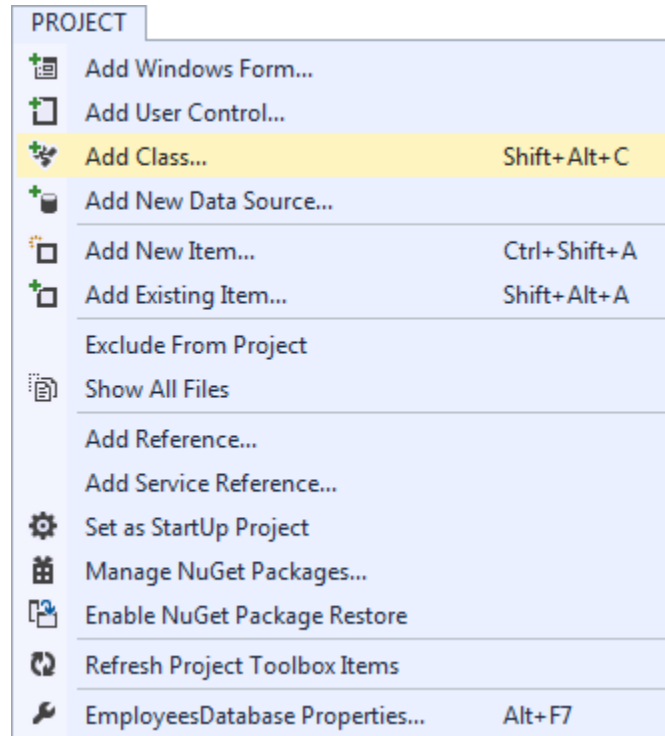 PROJECT
Add Windows Form...
Add User Control...
Add Class... Shift+Alt+C
Add New Data Source...
Add New Item... Ctrl+Shift+A
Add Existing Item... Shift+Alt+A
Exclude From Project
Show All Files
Add Reference...
Add Service Reference...
Set as StartUp Project
Manage NuGet Packages...
Enable NuGet Package Restore
Refresh Project Toolbox Items
EmployeesDatabase Properties... Alt+F7